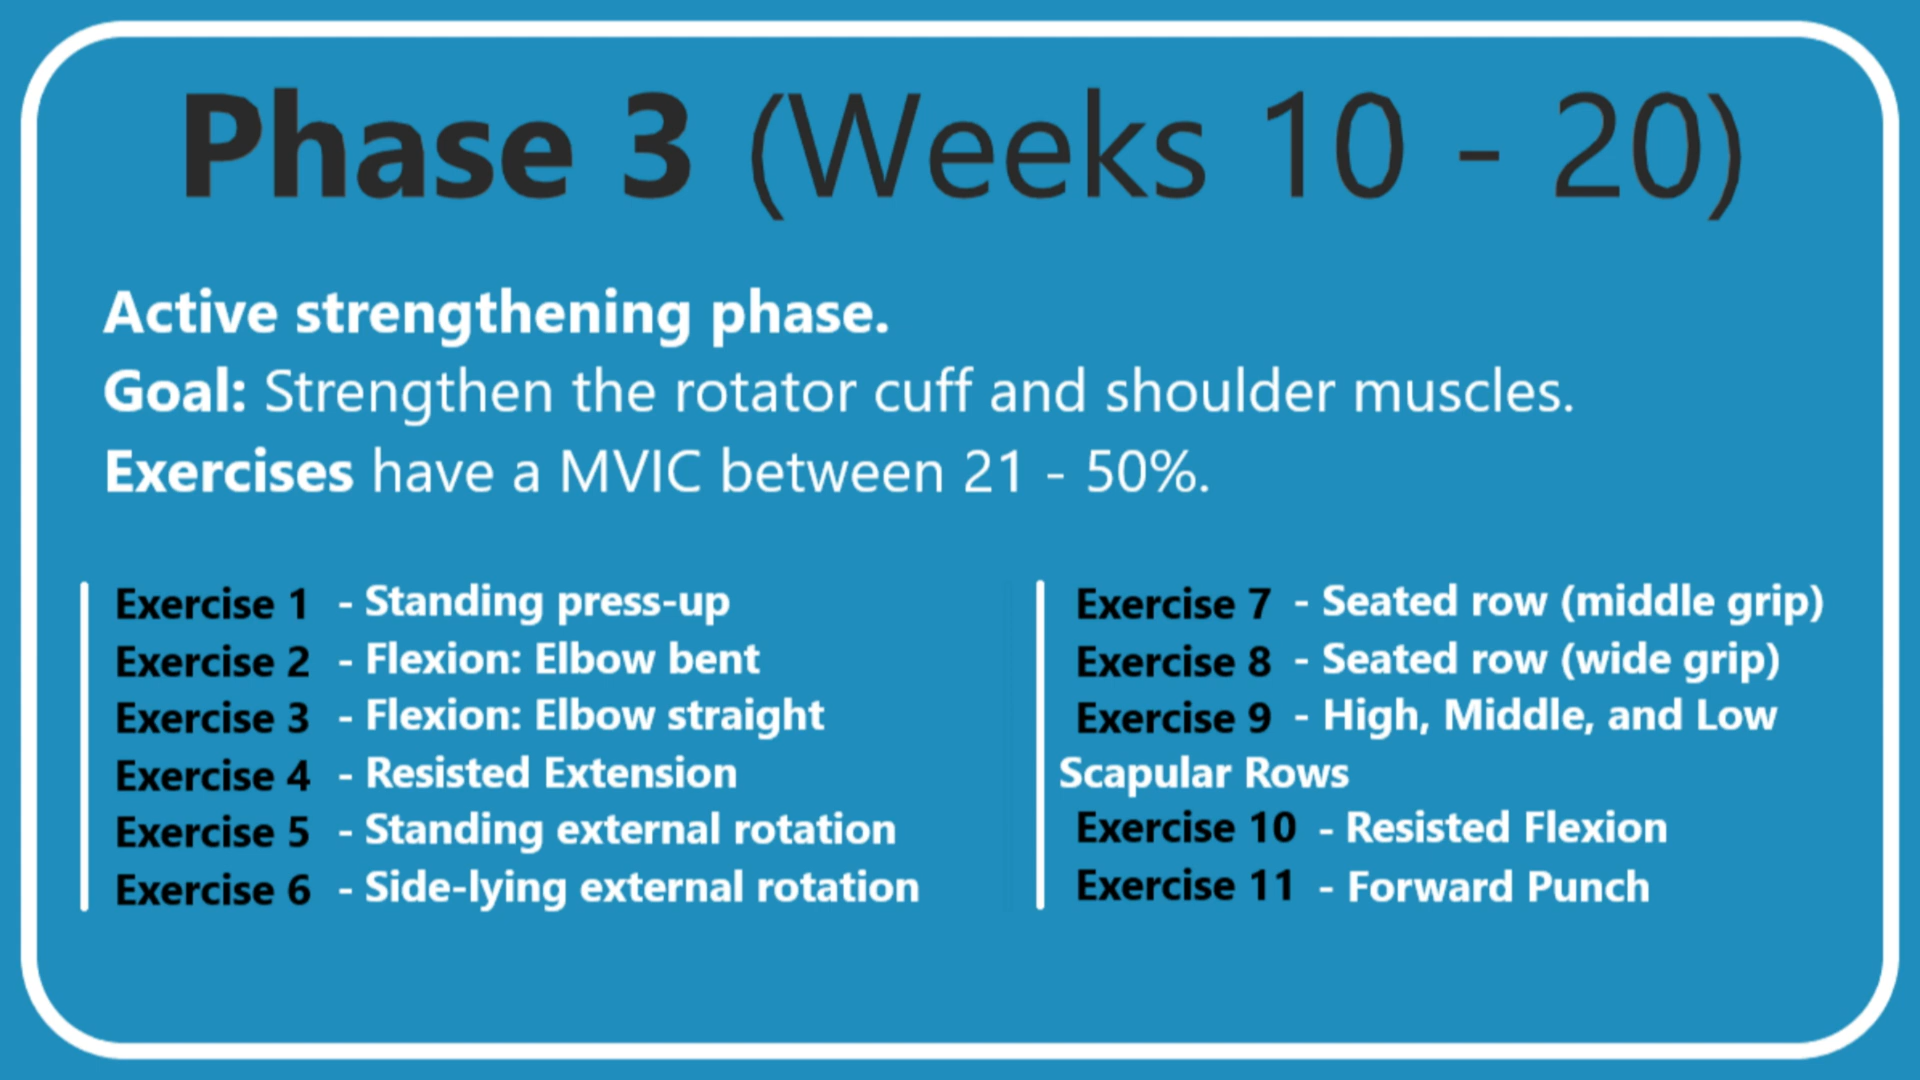 Phase 3 (Weeks 10 - 20)
Active strengthening phase.
Goal: Strengthen the rotator cuff and shoulder muscles.
Exercises have a MVIC between 21 - 50%.
Exercise 1 - Standing press-up
Exercise 2 - Flexion: Elbow bent
Exercise 3 - Flexion: Elbow straight
Exercise 4 - Resisted Extension
Exercise 5 - Standing external rotation
Exercise 6 - Side-lying external rotation
Exercise 7 - Seated row (middle grip)
Exercise 8 - Seated row (wide grip)
Exercise 9 - High, Middle, and Low
Scapular Rows
Exercise 10 - Resisted Flexion
Exercise 11 - Forward Punch